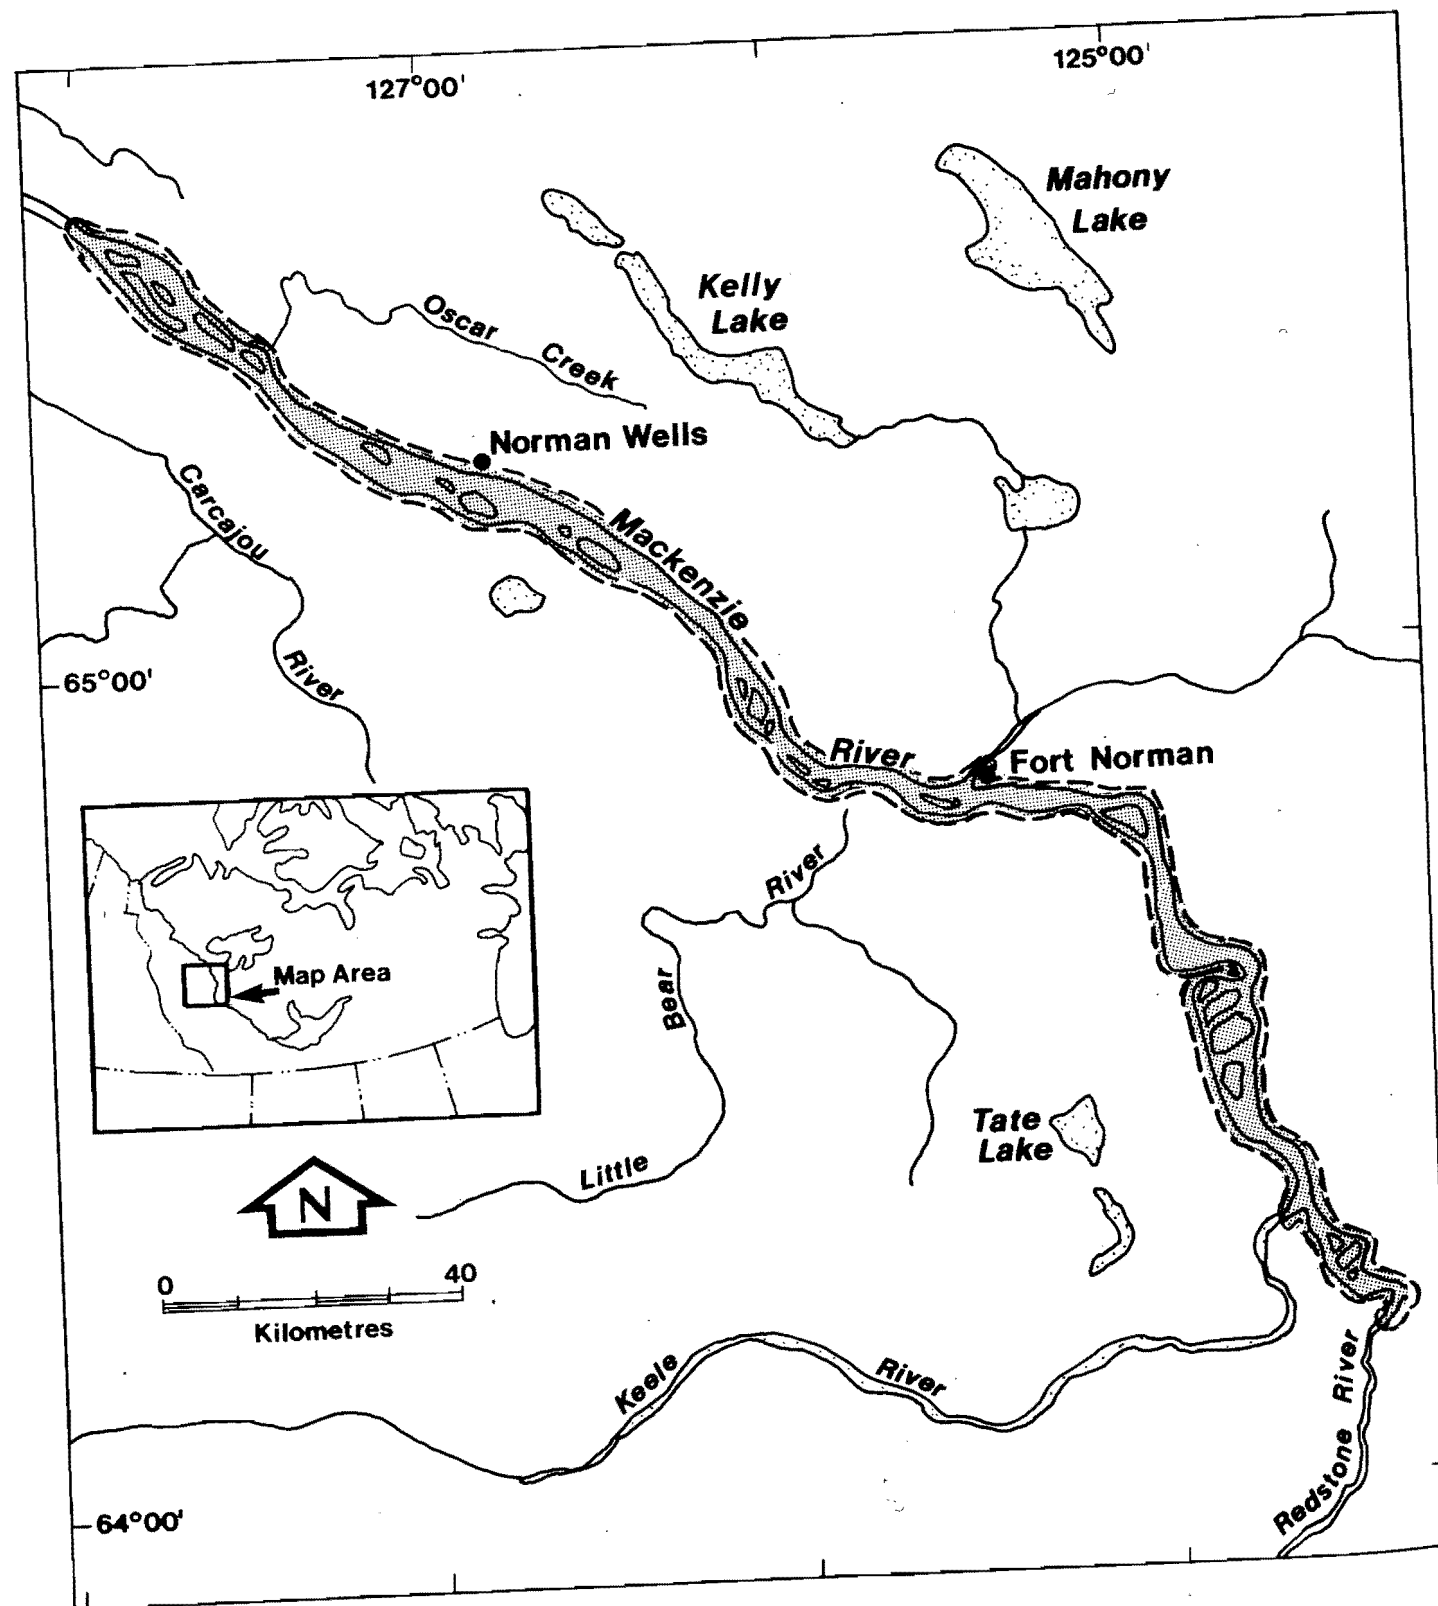 127°00'
125°00'
Mahony
Lake
Kelly
Lake
Oscar Creek
Norman Wells
Carcajou
River
Mackenzie
River
65°00'
Fort Norman
River
Bear
Little
Map Area
Tate
Lake
N
0 40
Kilometres
Keele
River
Redstone River
64°00'